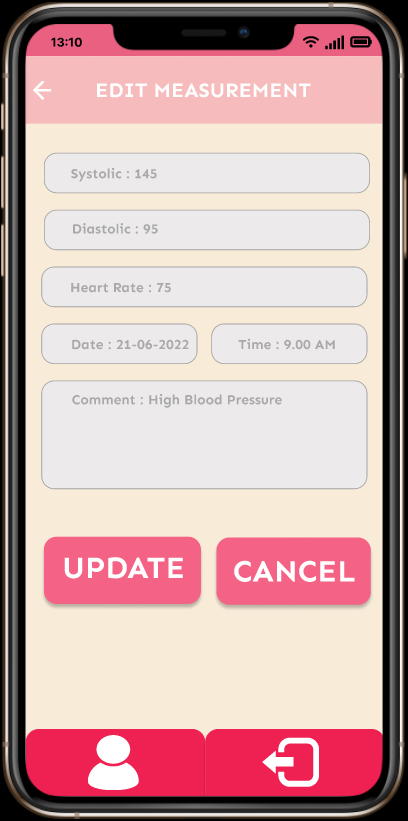 13:10
EDIT MEASUREMENT
Systolic : 145
Diastolic : 95
Heart Rate : 75
Date : 21-06-2022
Time : 9.00 AM
Comment : High Blood Pressure
UPDATE
CANCEL